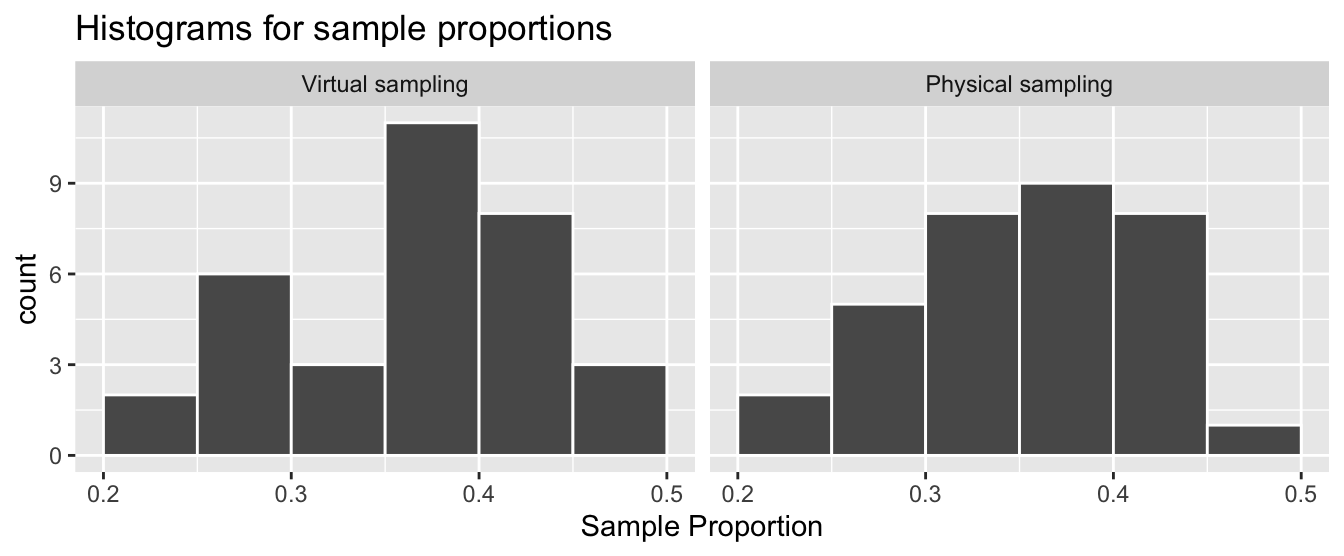 Histograms for sample proportions
Virtual sampling
Physical sampling
count
9
6
3
0
0.2 0.3 0.4 0.5
0.2 0.3 0.4 0.5
Sample Proportion